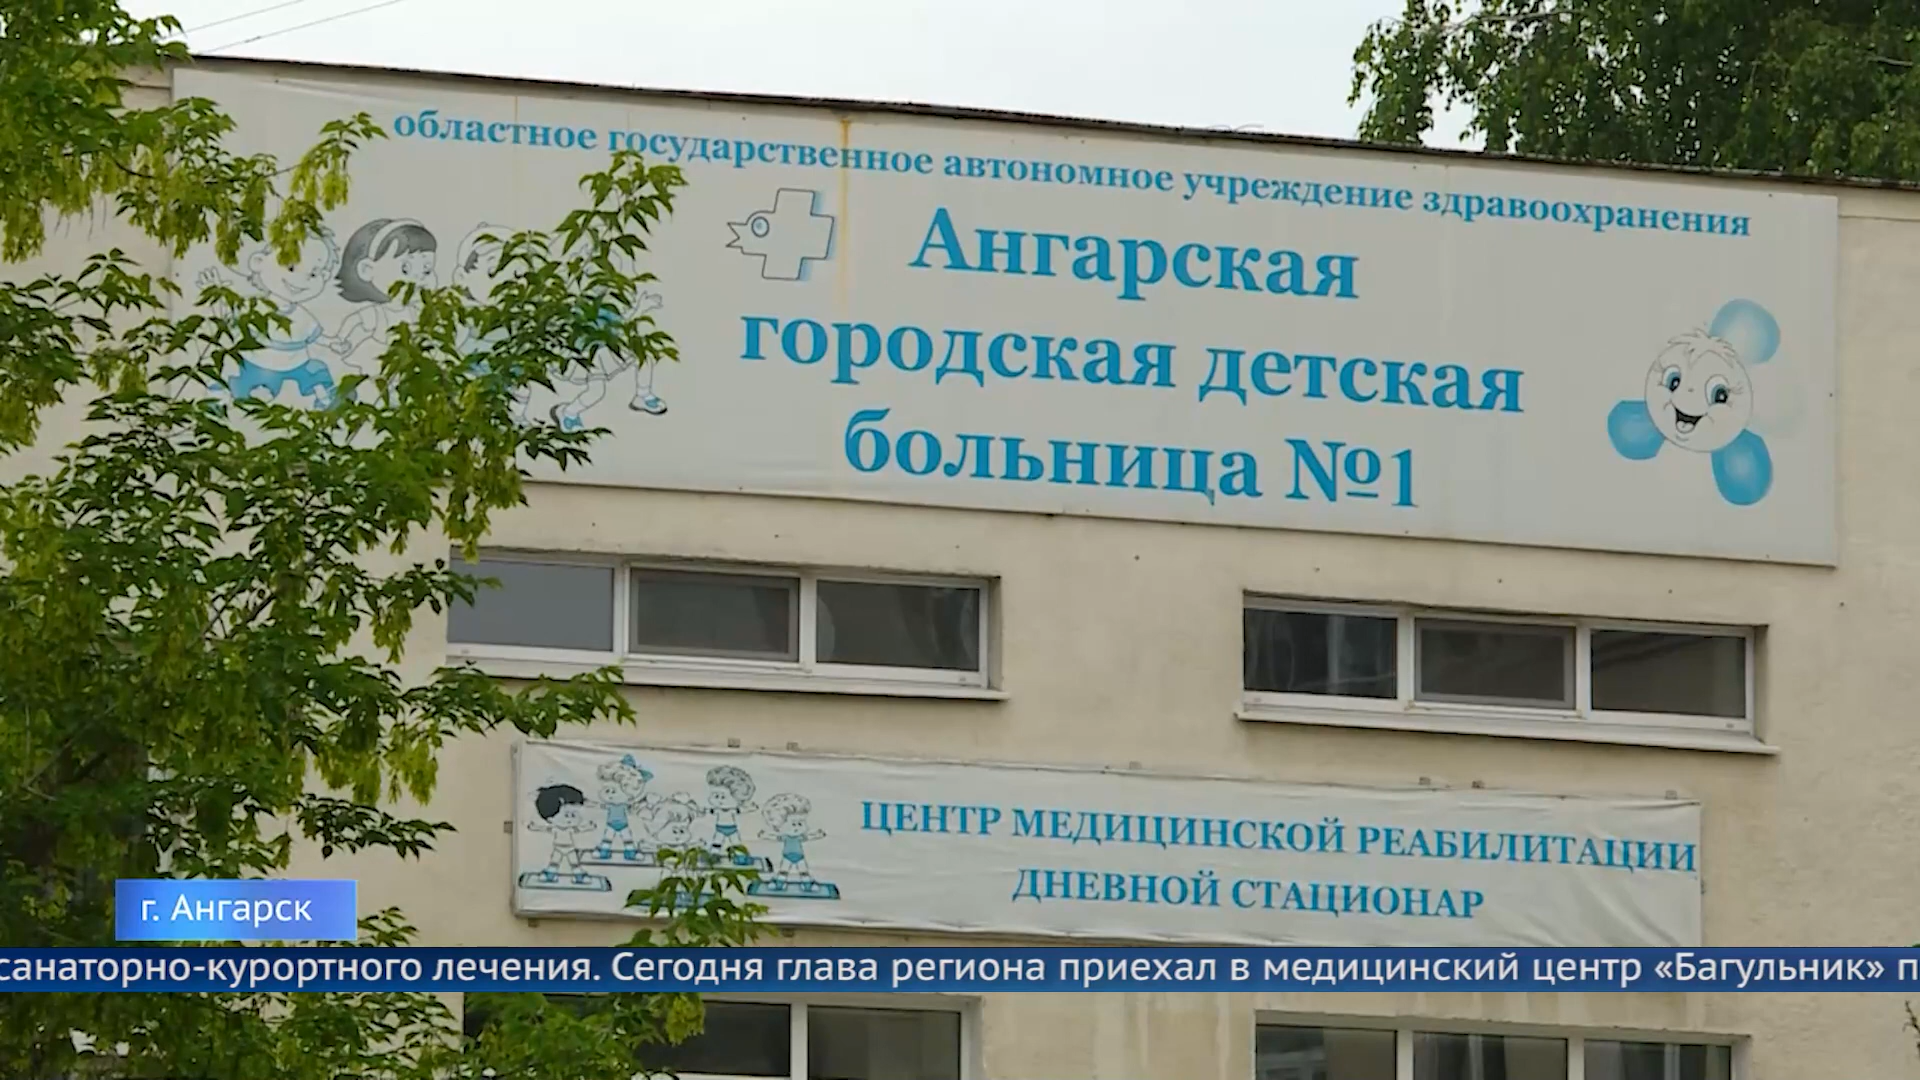 областное государственное автономное учреждение здравоохранения
Ангарская
городская детская
больница №1
ЦЕНТР МЕДИЦИНСКОЙ РЕАБИЛИТАЦИИ
ДНЕВНОЙ СТАЦИОНАР
г. Ангарск
санаторно-курортного лечения. Сегодня глава региона приехал в медицинский центр «Багульник» п